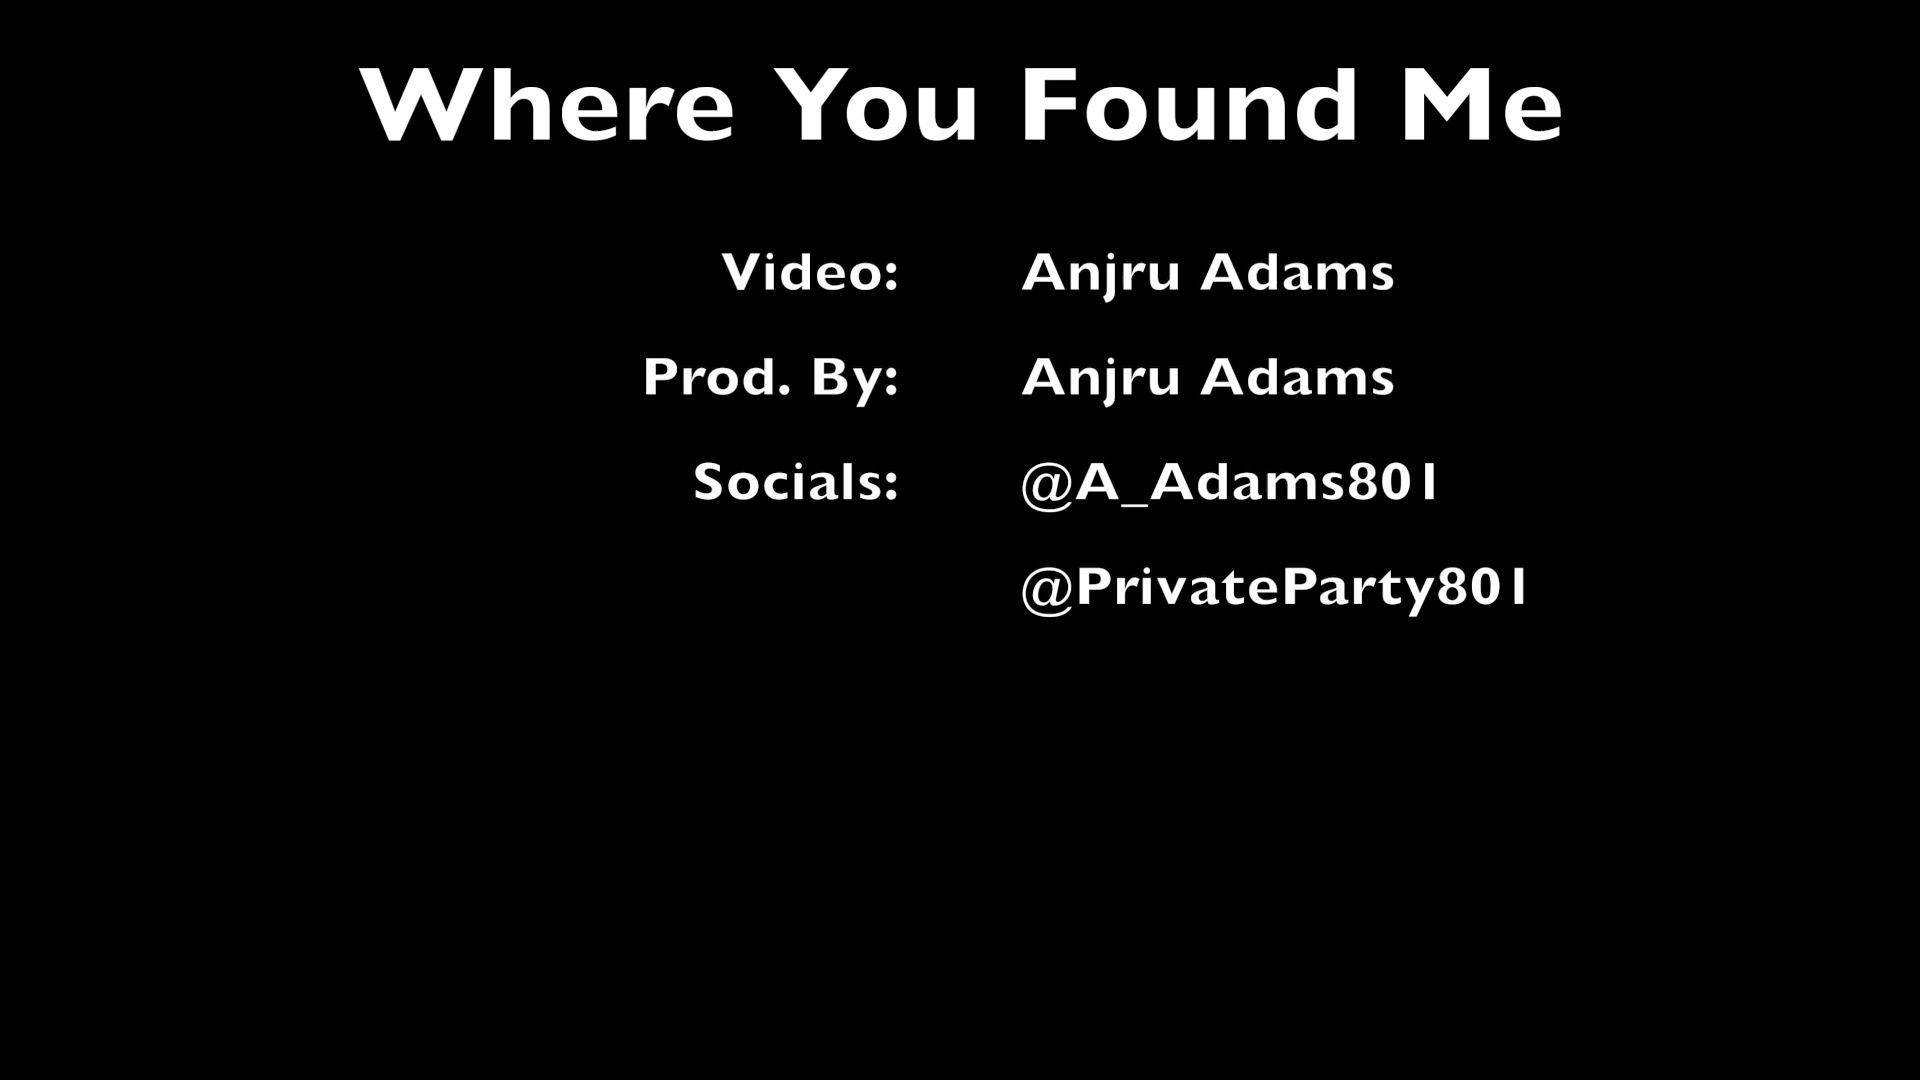 Where You Found Me
Video: Anjru Adams
Prod. By: Anjru Adams
Socials: @A_Adams801
@PrivateParty801